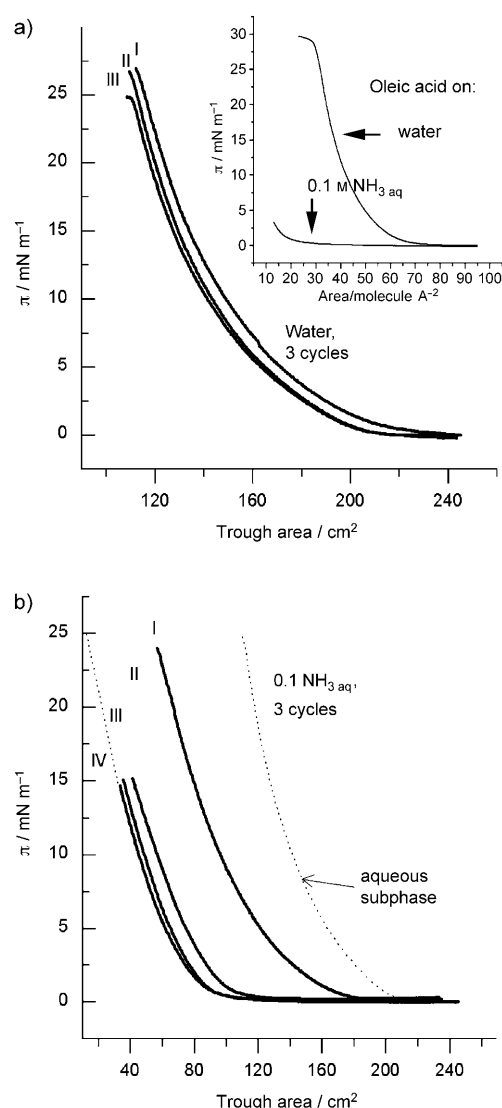 a)
I
II
III
25
20
15
10
5
0
π / mN m–1
120
160
200
240
Trough area / cm2
Water,
3 cycles
30
25
20
15
10
5
0
π / mN m–1
Oleic acid on:
water
0.1 M NH3 aq
10 20 30 40 50 60 70 80 90 100
Area/molecule A–2
b)
I
II
III
IV
25
20
15
10
5
0
π / mN m–1
0.1 NH3 aq,
3 cycles
aqueous
subphase
40
80
120
160
200
240
Trough area / cm2